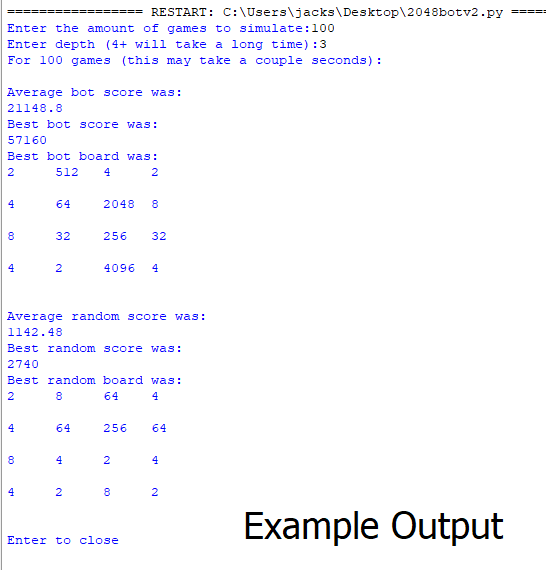 ================= RESTART: C:\Users\jacks\Desktop\2048botv2.py =====
Enter the amount of games to simulate:100
Enter depth (4+ will take a long time):3
For 100 games (this may take a couple seconds):
Average bot score was:
21148.8
Best bot score was:
57160
Best bot board was:
2 512 4 2
4 64 2048 8
8 32 256 32
4 2 4096 4
Average random score was:
1142.48
Best random score was:
2740
Best random board was:
2 8 64 4
4 64 256 64
8 4 2 4
4 2 8 2
Example Output
Enter to close